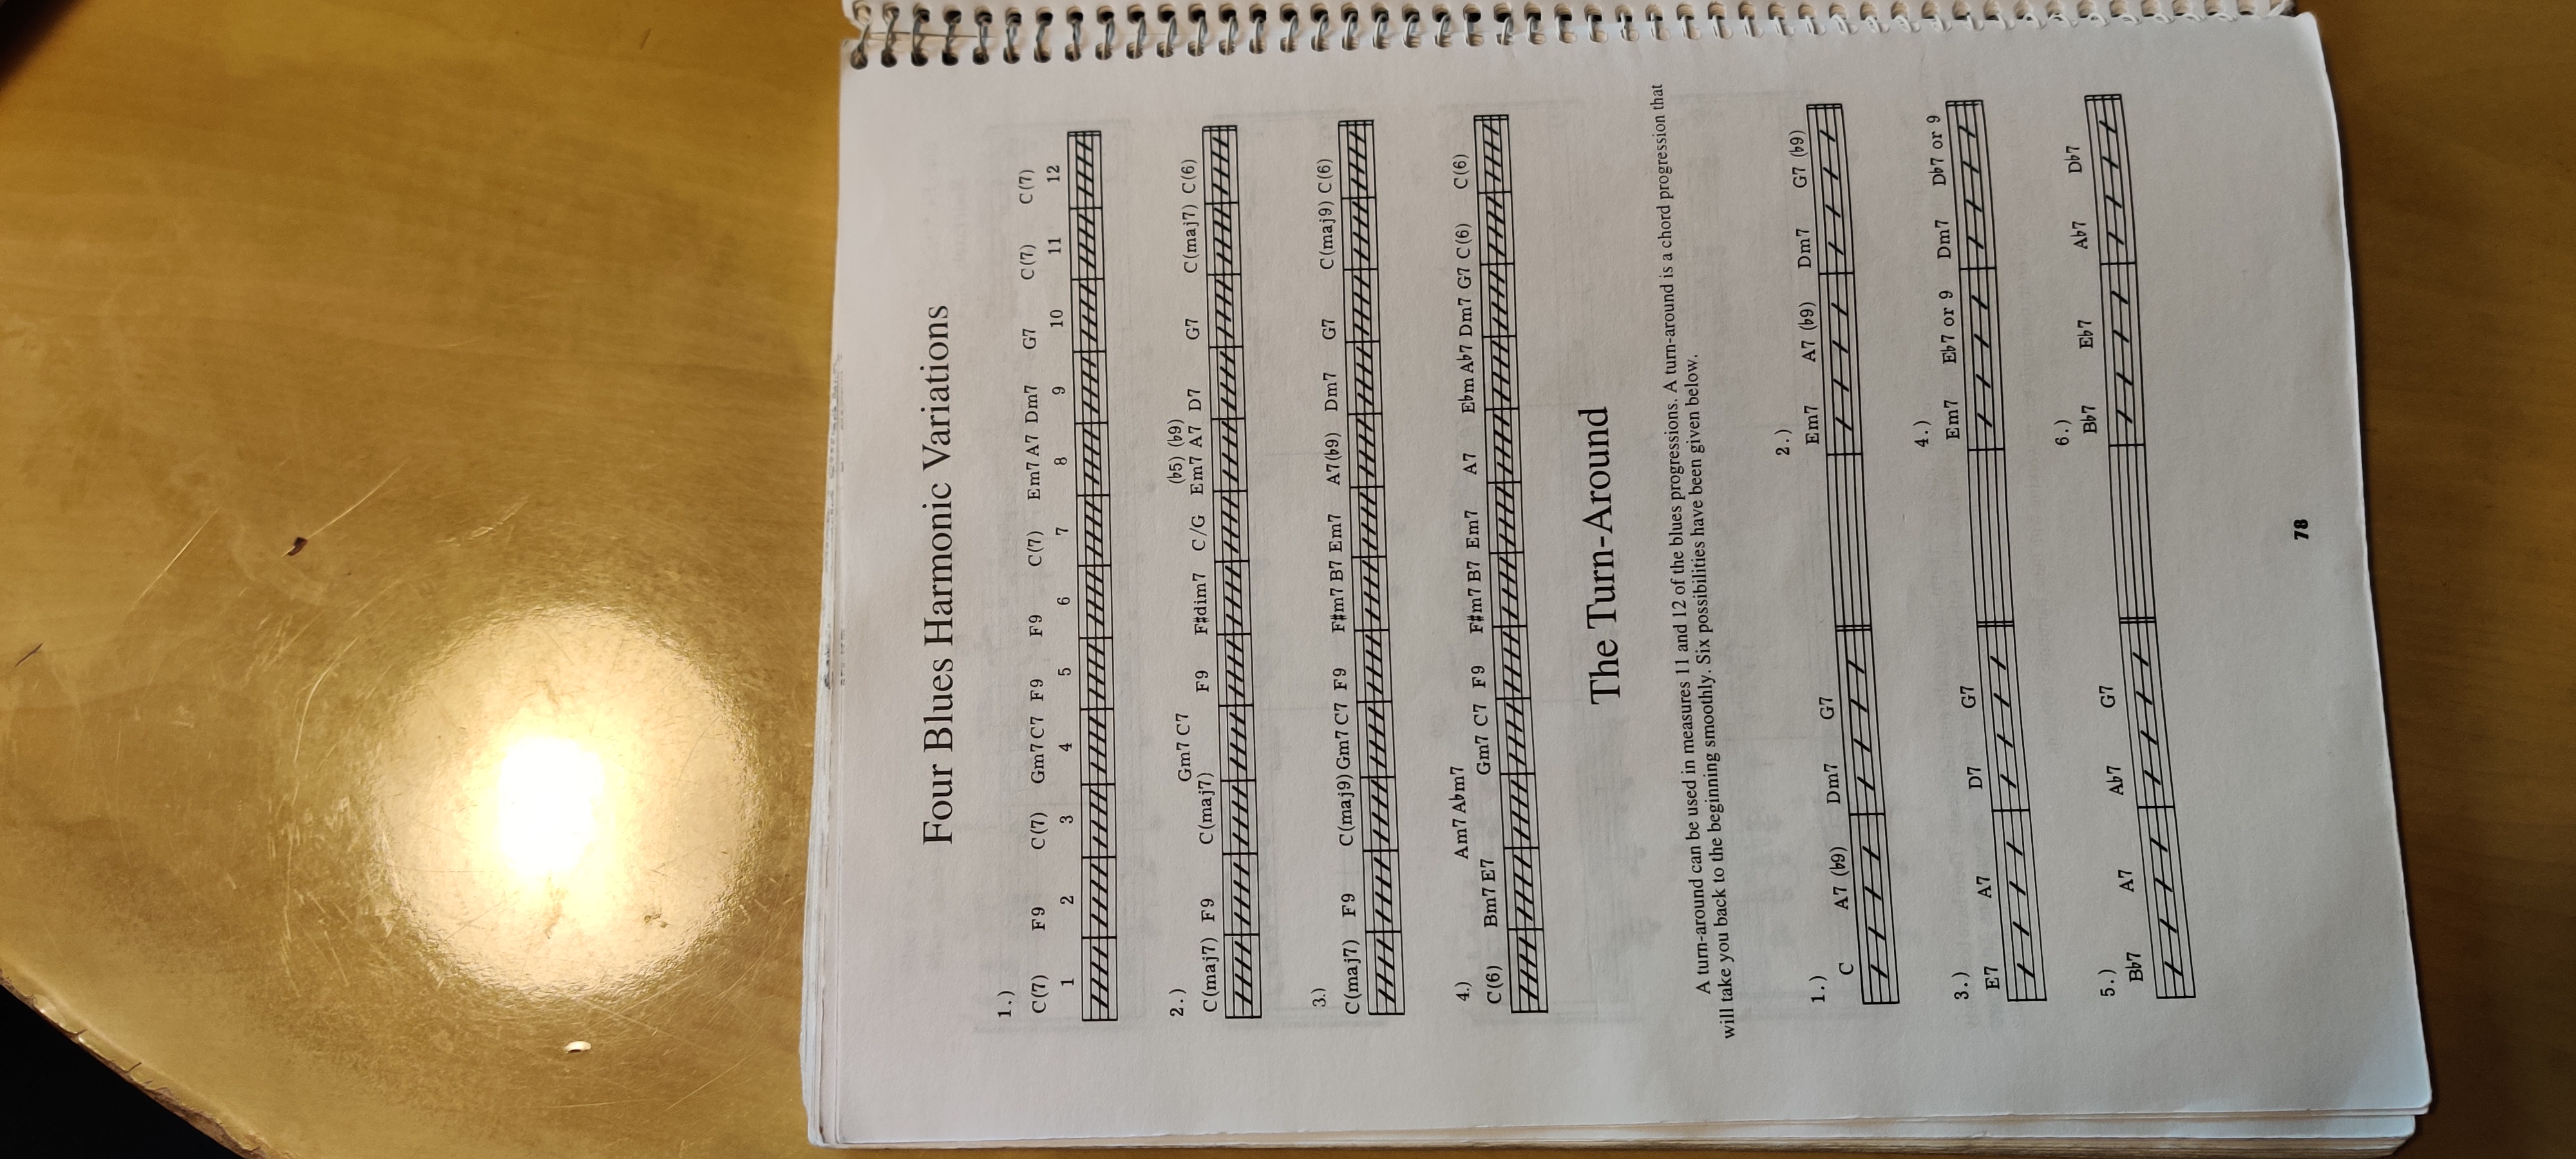 Four Blues Harmonic Variations
1.)
C(7) F9 C(7) Gm7 C7 F9 F9 C(7) Em7 A7 Dm7 G7 C(7) C(7)
1 2 3 4 5 6 7 8 9 10 11 12
2.)
Gm7 C7 (♭5) (♭9)
C(maj7) F9 C(maj7) F9 F#dim7 C/G Em7 A7 D7 G7 C(maj7) C(6)
3.)
C(maj7) F9 C(maj9) Gm7 C7 F9 F#m7 B7 Em7 A7(♭9) Dm7 G7 C(maj9) C(6)
4.)
Am7 A♭m7
C(6) Bm7 E7 Gm7 C7 F9 F#m7 B7 Em7 A7 E♭m A♭7 Dm7 G7 C(6) C(6)
The Turn-Around
A turn-around can be used in measures 11 and 12 of the blues progressions. A turn-around is a chord progression that
will take you back to the beginning smoothly. Six possibilities have been given below.
1.) 2.)
C A7 (♭9) Dm7 G7 Em7 A7 (♭9) Dm7 G7 (♭9)
3.) 4.)
E7 A7 D7 G7 Em7 E♭7 or 9 Dm7 D♭7 or 9
5.) 6.)
B♭7 A7 A♭7 G7 B♭7 E♭7 A♭7 D♭7
78